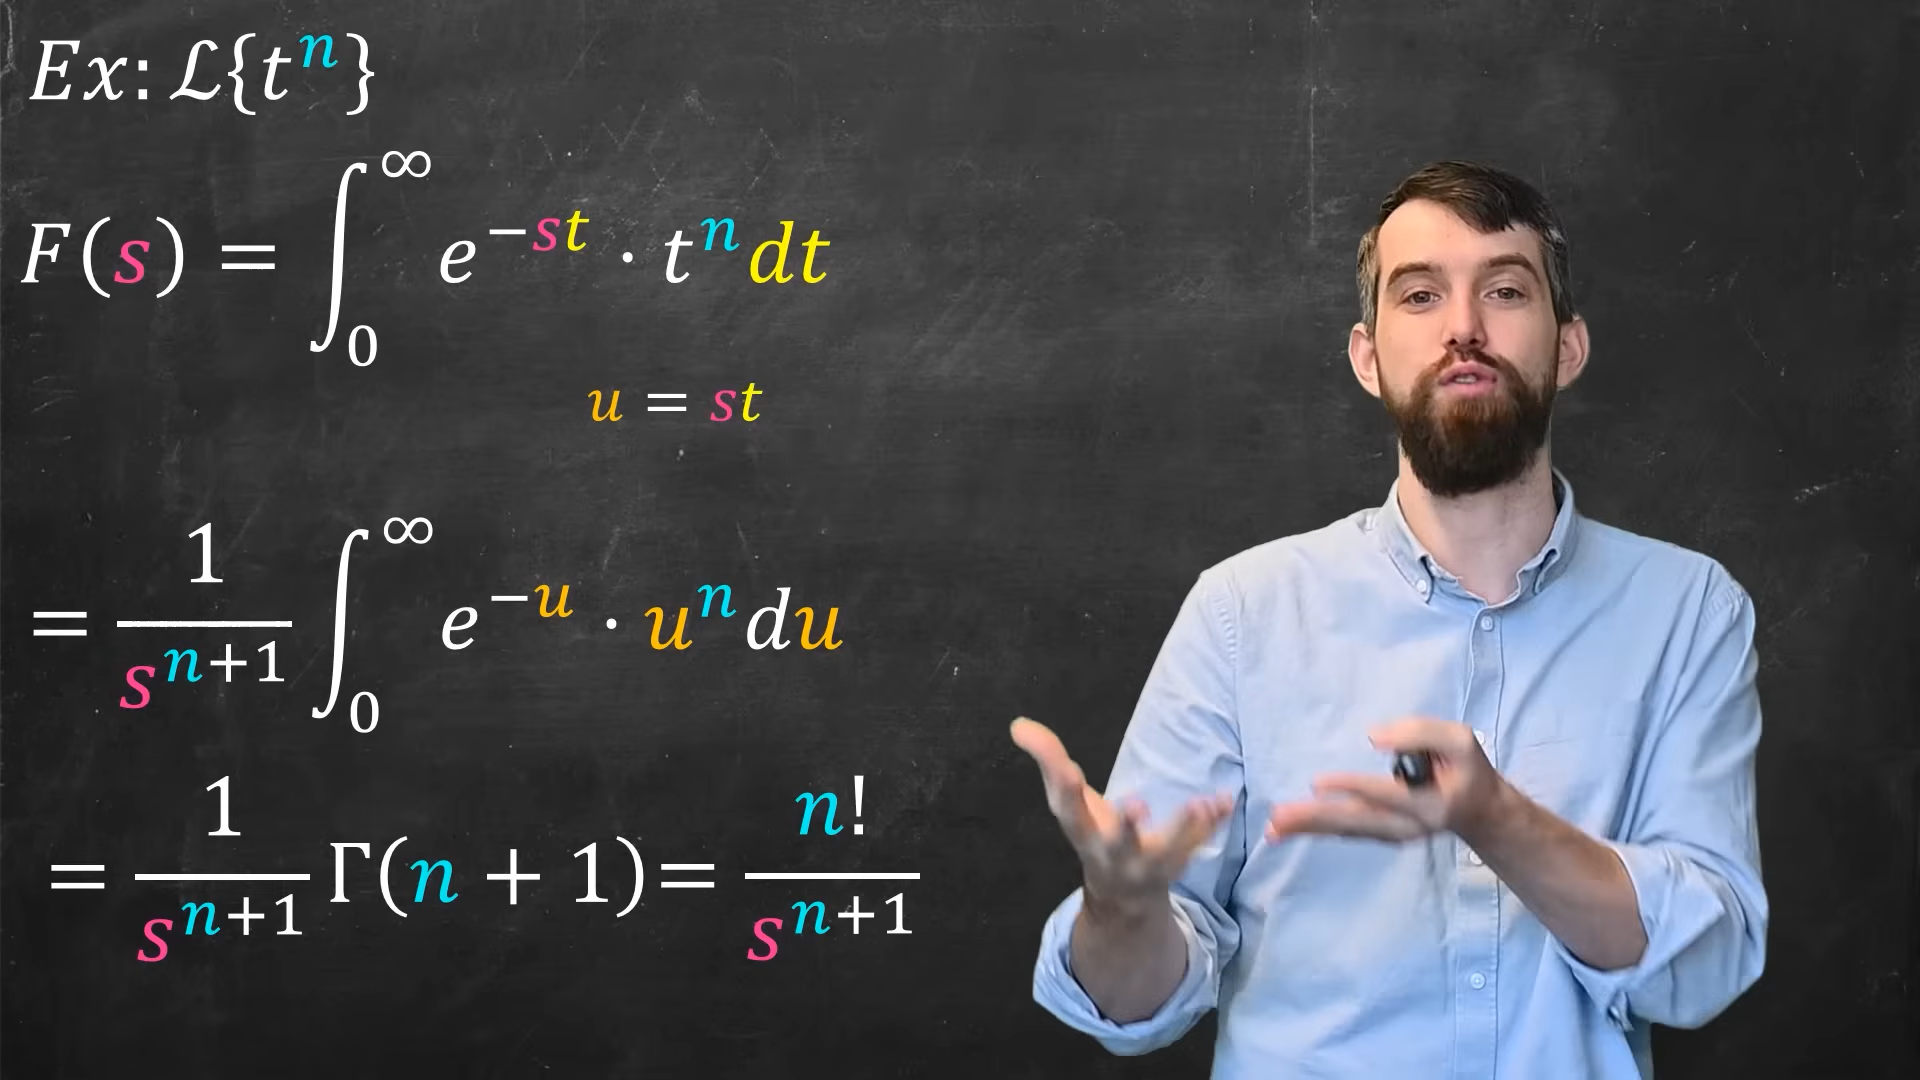 Ex: ℒ{tⁿ}
F(s) = ∫₀^∞ e^{−st} · tⁿ dt
u = st
= 1/s^{n+1} ∫₀^∞ e^{−u} · uⁿ du
= 1/s^{n+1} Γ(n + 1) = n!/s^{n+1}